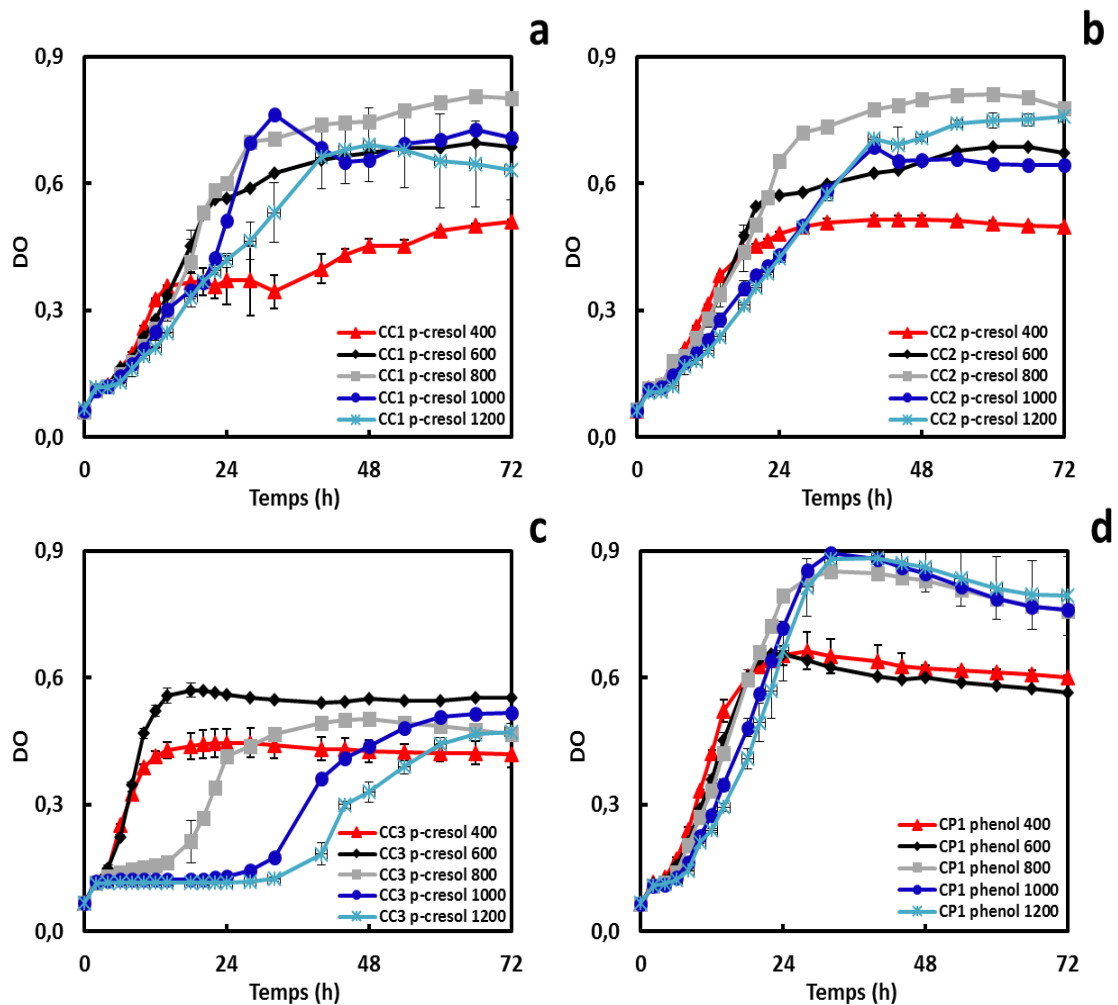 a
0,9
0,6
0,3
0,0
DO
CC1 p-cresol 400
CC1 p-cresol 600
CC1 p-cresol 800
CC1 p-cresol 1000
CC1 p-cresol 1200
0 24 48 72
Temps (h)
b
0,9
0,6
0,3
0,0
DO
CC2 p-cresol 400
CC2 p-cresol 600
CC2 p-cresol 800
CC2 p-cresol 1000
CC2 p-cresol 1200
0 24 48 72
Temps (h)
c
0,9
0,6
0,3
0,0
DO
CC3 p-cresol 400
CC3 p-cresol 600
CC3 p-cresol 800
CC3 p-cresol 1000
CC3 p-cresol 1200
0 24 48 72
Temps (h)
d
0,9
0,6
0,3
0,0
DO
CP1 phenol 400
CP1 phenol 600
CP1 phenol 800
CP1 phenol 1000
CP1 phenol 1200
0 24 48 72
Temps (h)